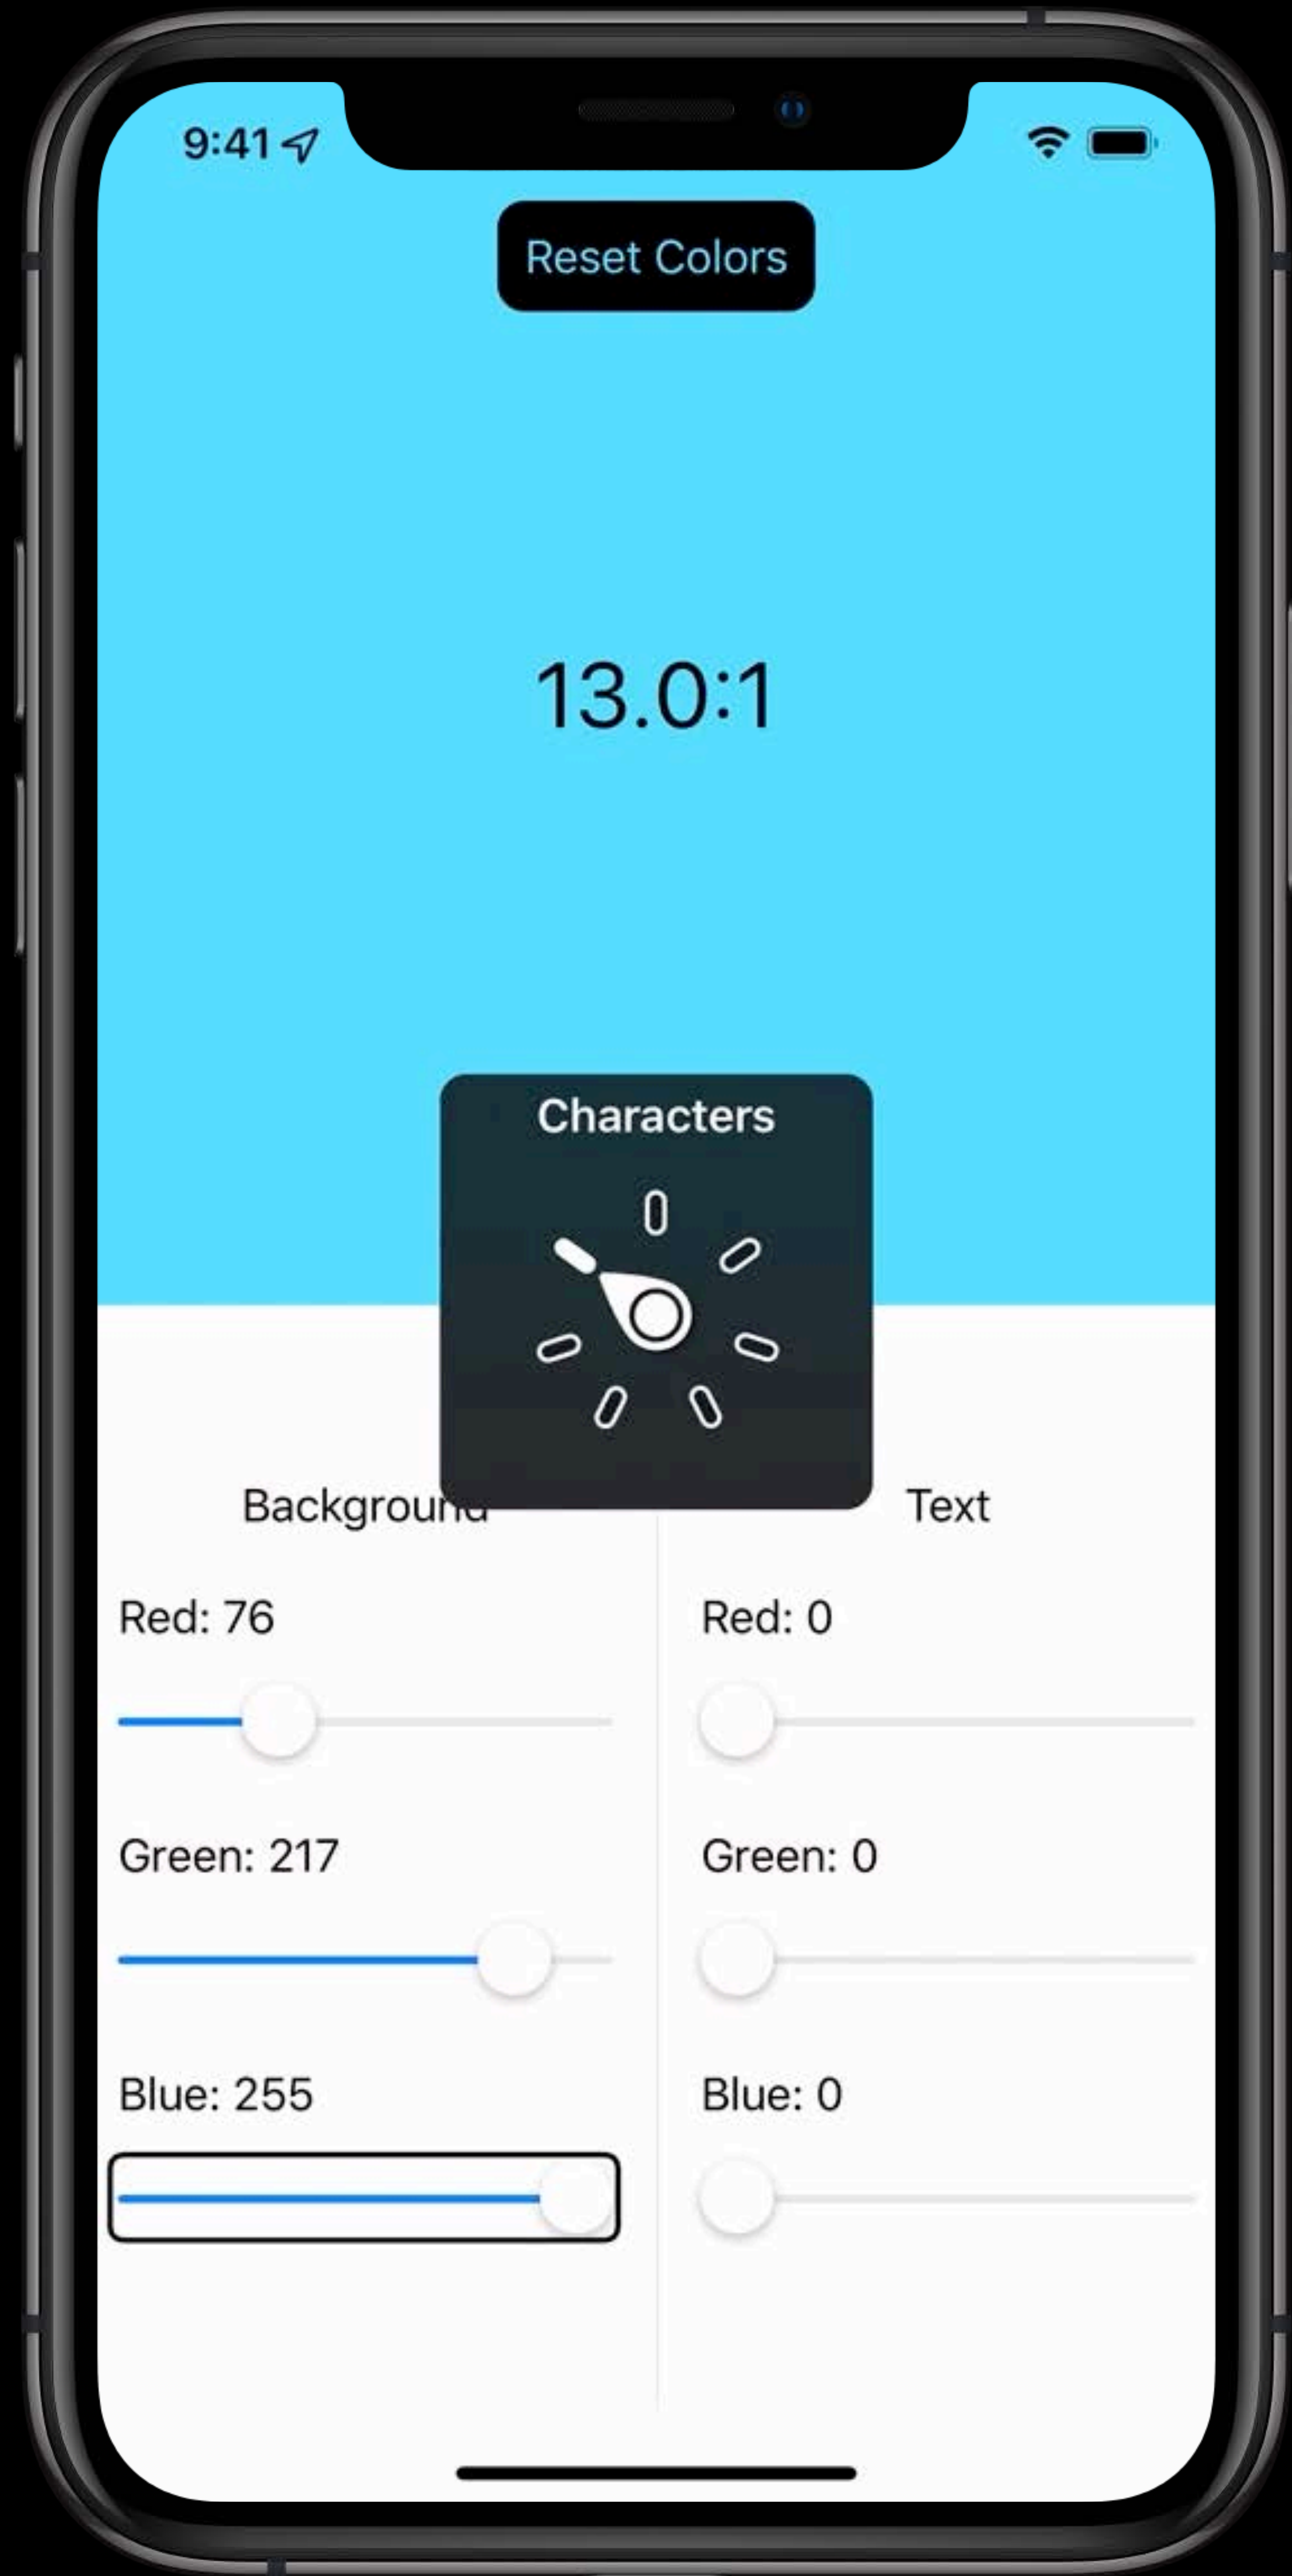 9:41
Reset Colors
13.0:1
Characters
Background
Text
Red: 76
Red: 0
Green: 217
Green: 0
Blue: 255
Blue: 0